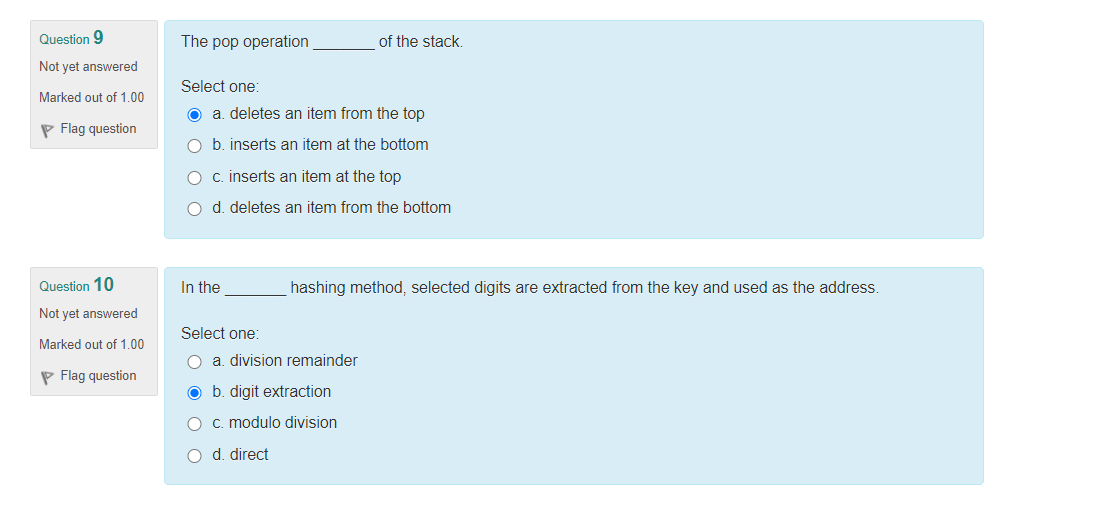 Question 9
Not yet answered
Marked out of 1.00
Flag question
The pop operation _______ of the stack.
Select one:
a. deletes an item from the top
b. inserts an item at the bottom
c. inserts an item at the top
d. deletes an item from the bottom
Question 10
Not yet answered
Marked out of 1.00
Flag question
In the _______ hashing method, selected digits are extracted from the key and used as the address.
Select one:
a. division remainder
b. digit extraction
c. modulo division
d. direct